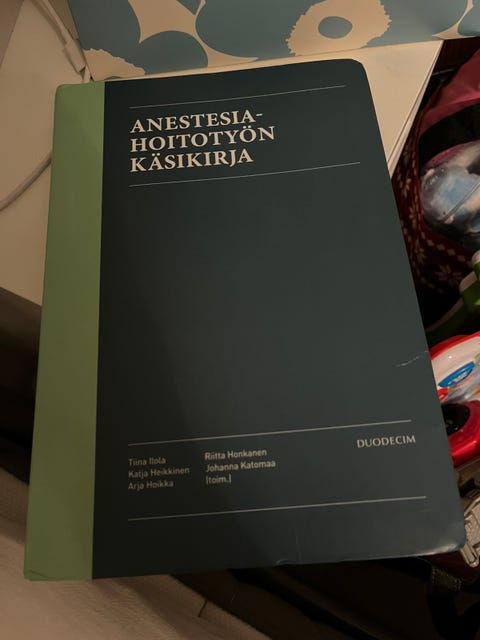 ANESTESIA-
HOITOTYÖN
KÄSIKIRJA
Tiina Ilola
Katja Heikkinen
Arja Hoikka
Riitta Honkanen
Johanna Katomaa
(toim.)
DUODECIM